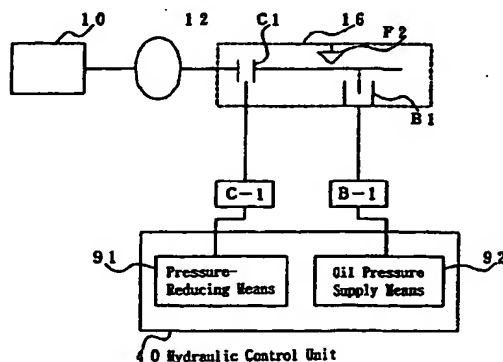 10
12
C1
16
F2
B1
C-1
B-1
91
92
Pressure-
Reducing Means
Oil Pressure
Supply Means
40 Hydraulic Control Unit